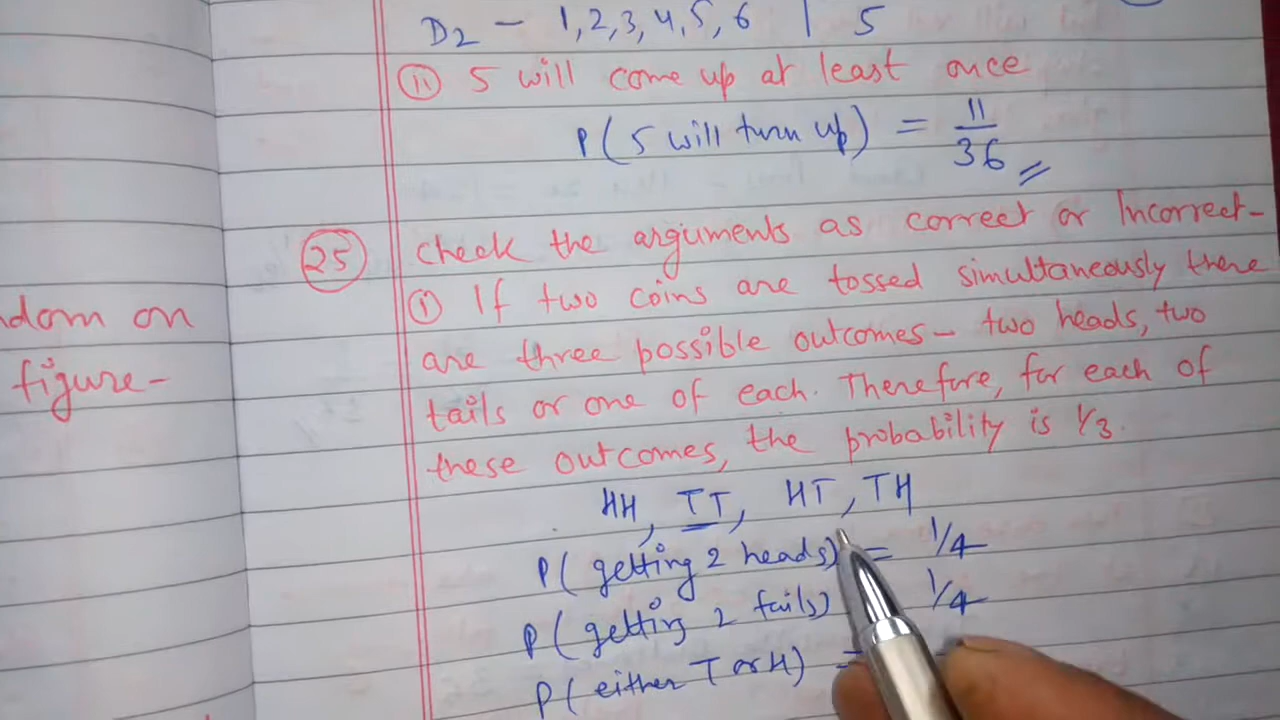 D2 - 1,2,3,4,5,6 | 5
(ii) 5 will come up at least once
P( 5 will turn up) = 11/36
(25) check the arguments as correct or Incorrect-
(i) If two coins are tossed simultaneously there
are three possible outcomes- two heads, two
tails or one of each. Therefore, for each of
these outcomes, the probability is 1/3.
HH, TT, HT, TH
P( getting 2 heads) = 1/4
P( getting 2 tails) 1/4
P( either T or H) =
ndom on
figure-